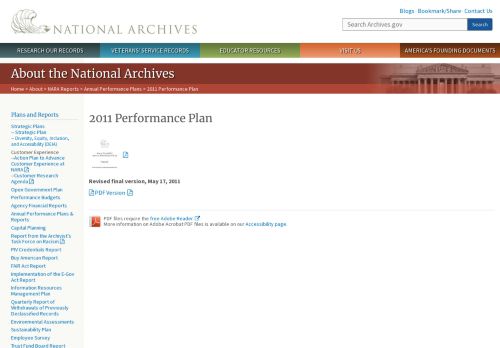 NATIONAL ARCHIVES
Blogs · Bookmark/Share · Contact Us
Search Archives.gov
Search
RESEARCH OUR RECORDS
VETERANS' SERVICE RECORDS
EDUCATOR RESOURCES
VISIT US
AMERICA'S FOUNDING DOCUMENTS
About the National Archives
Home > About > NARA Reports > Annual Performance Plans > 2011 Performance Plan
Plans and Reports
Strategic Plans
-- Strategic Plan
-- Diversity, Equity, Inclusion,
and Accessibility (DEIA)
Customer Experience
--Action Plan to Advance
Customer Experience at
NARA
--Customer Research
Agenda
Open Government Plan
Performance Budgets
Agency Financial Reports
Annual Performance Plans &
Reports
Capital Planning
Report from the Archivist's
Task Force on Racism
PIV Credentials Report
Buy American Report
FAIR Act Report
Implementation of the E-Gov
Act Report
Information Resources
Management Plan
Quarterly Report of
Withdrawals of Previously
Declassified Records
Environmental Assessments
Sustainability Plan
Employee Survey
Trust Fund Board Report
2011 Performance Plan
Revised final version, May 17, 2011
PDF Version
PDF files require the free Adobe Reader.
More information on Adobe Acrobat PDF files is available on our Accessibility page.